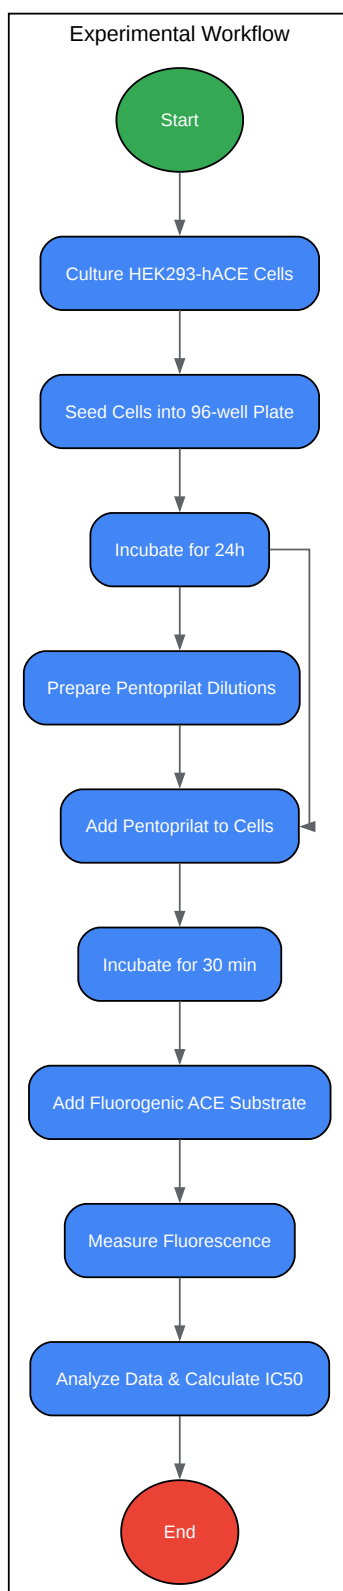 Experimental Workflow
Start
Culture HEK293-hACE Cells
Seed Cells into 96-well Plate
Incubate for 24h
Prepare Pentoprilat Dilutions
Add Pentoprilat to Cells
Incubate for 30 min
Add Fluorogenic ACE Substrate
Measure Fluorescence
Analyze Data & Calculate IC50
End